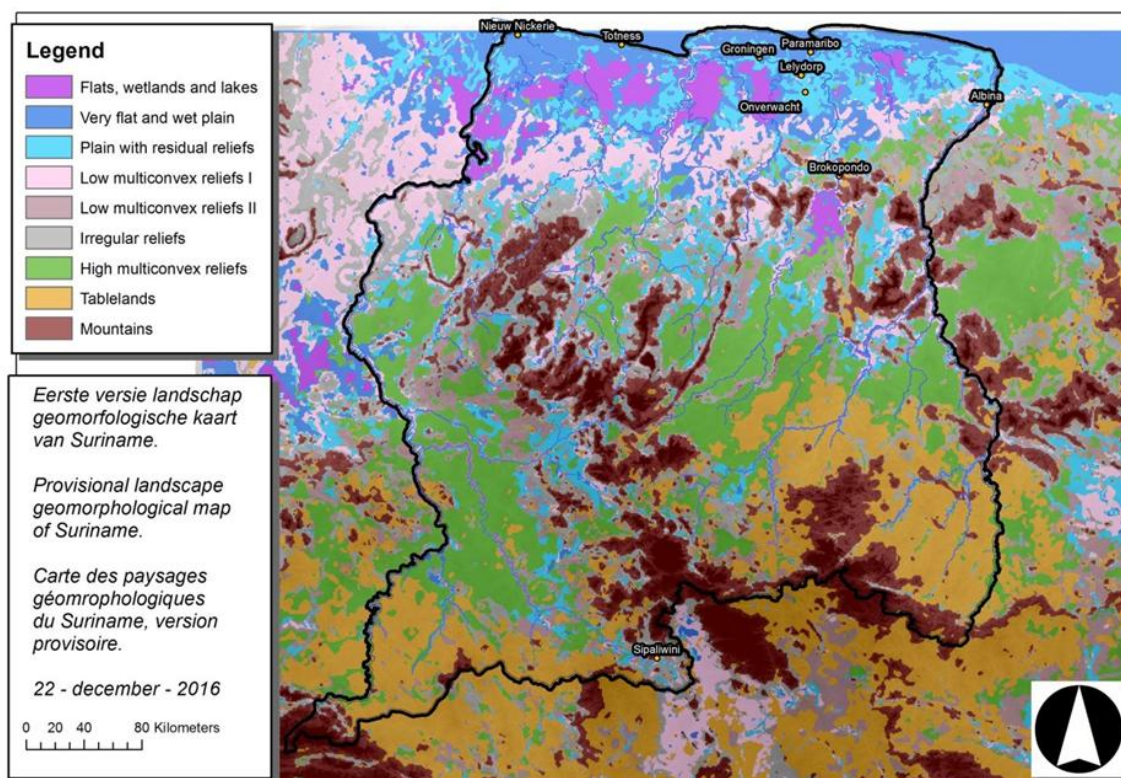 Legend
Flats, wetlands and lakes
Very flat and wet plain
Plain with residual reliefs
Low multiconvex reliefs I
Low multiconvex reliefs II
Irregular reliefs
High multiconvex reliefs
Tablelands
Mountains
Eerste versie landschap
geomorfologische kaart
van Suriname.
Provisional landscape
geomorphological map
of Suriname.
Carte des paysages
géomrophologiques
du Suriname, version
provisoire.
22 - december - 2016
0 20 40 80 Kilometers
Nieuw Nickerie
Totness
Groningen
Paramaribo
Lelydorp
Onverwacht
Albina
Brokopondo
Sipaliwini